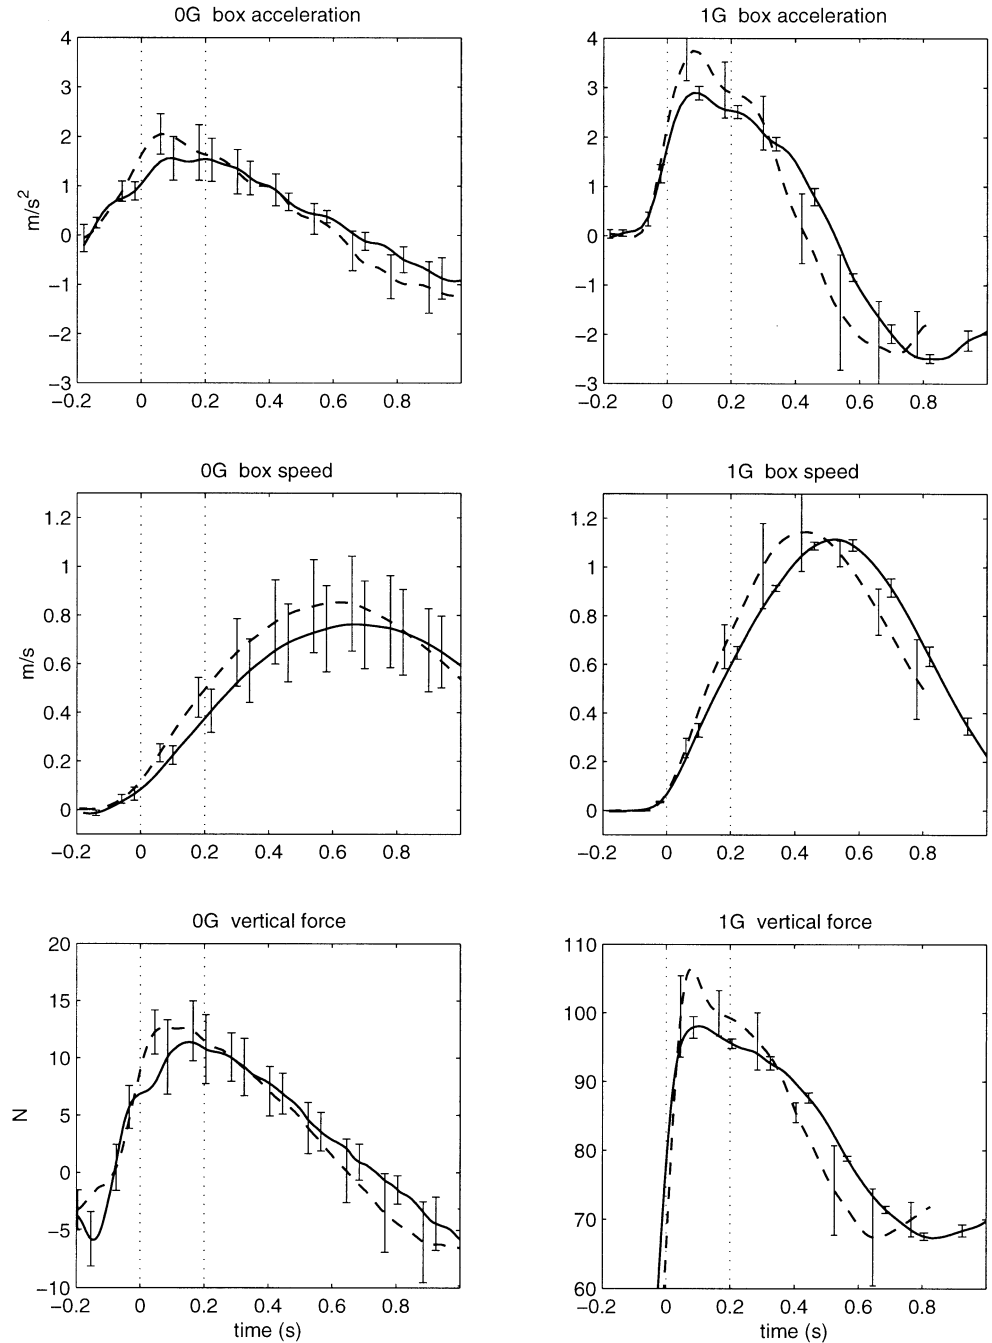 0G box acceleration
4
3
2
1
0
−1
−2
−3
m/s2
−0.2 0 0.2 0.4 0.6 0.8
1G box acceleration
4
3
2
1
0
−1
−2
−3
−0.2 0 0.2 0.4 0.6 0.8
0G box speed
1.2
1
0.8
0.6
0.4
0.2
0
m/s
−0.2 0 0.2 0.4 0.6 0.8
1G box speed
1.2
1
0.8
0.6
0.4
0.2
0
−0.2 0 0.2 0.4 0.6 0.8
0G vertical force
20
15
10
5
0
−5
−10
N
−0.2 0 0.2 0.4 0.6 0.8
time (s)
1G vertical force
110
100
90
80
70
60
−0.2 0 0.2 0.4 0.6 0.8
time (s)